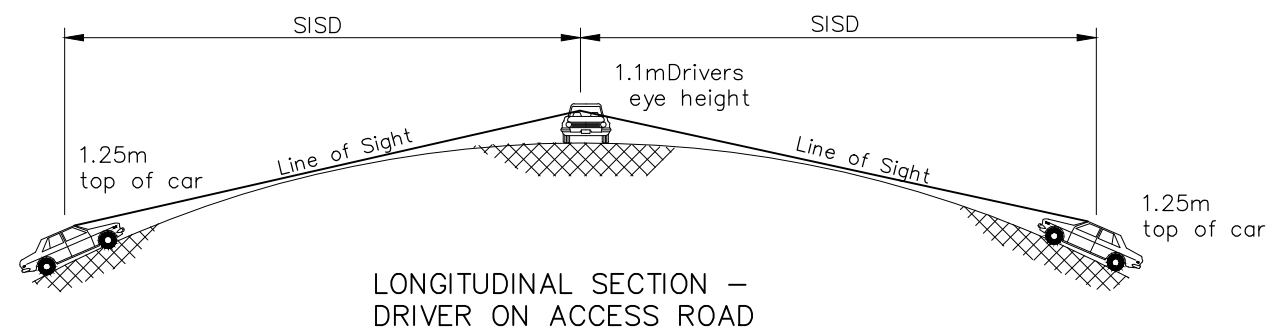 SISD
SISD
1.1mDrivers
eye height
1.25m
top of car
Line of Sight
Line of Sight
1.25m
top of car
LONGITUDINAL SECTION –
DRIVER ON ACCESS ROAD